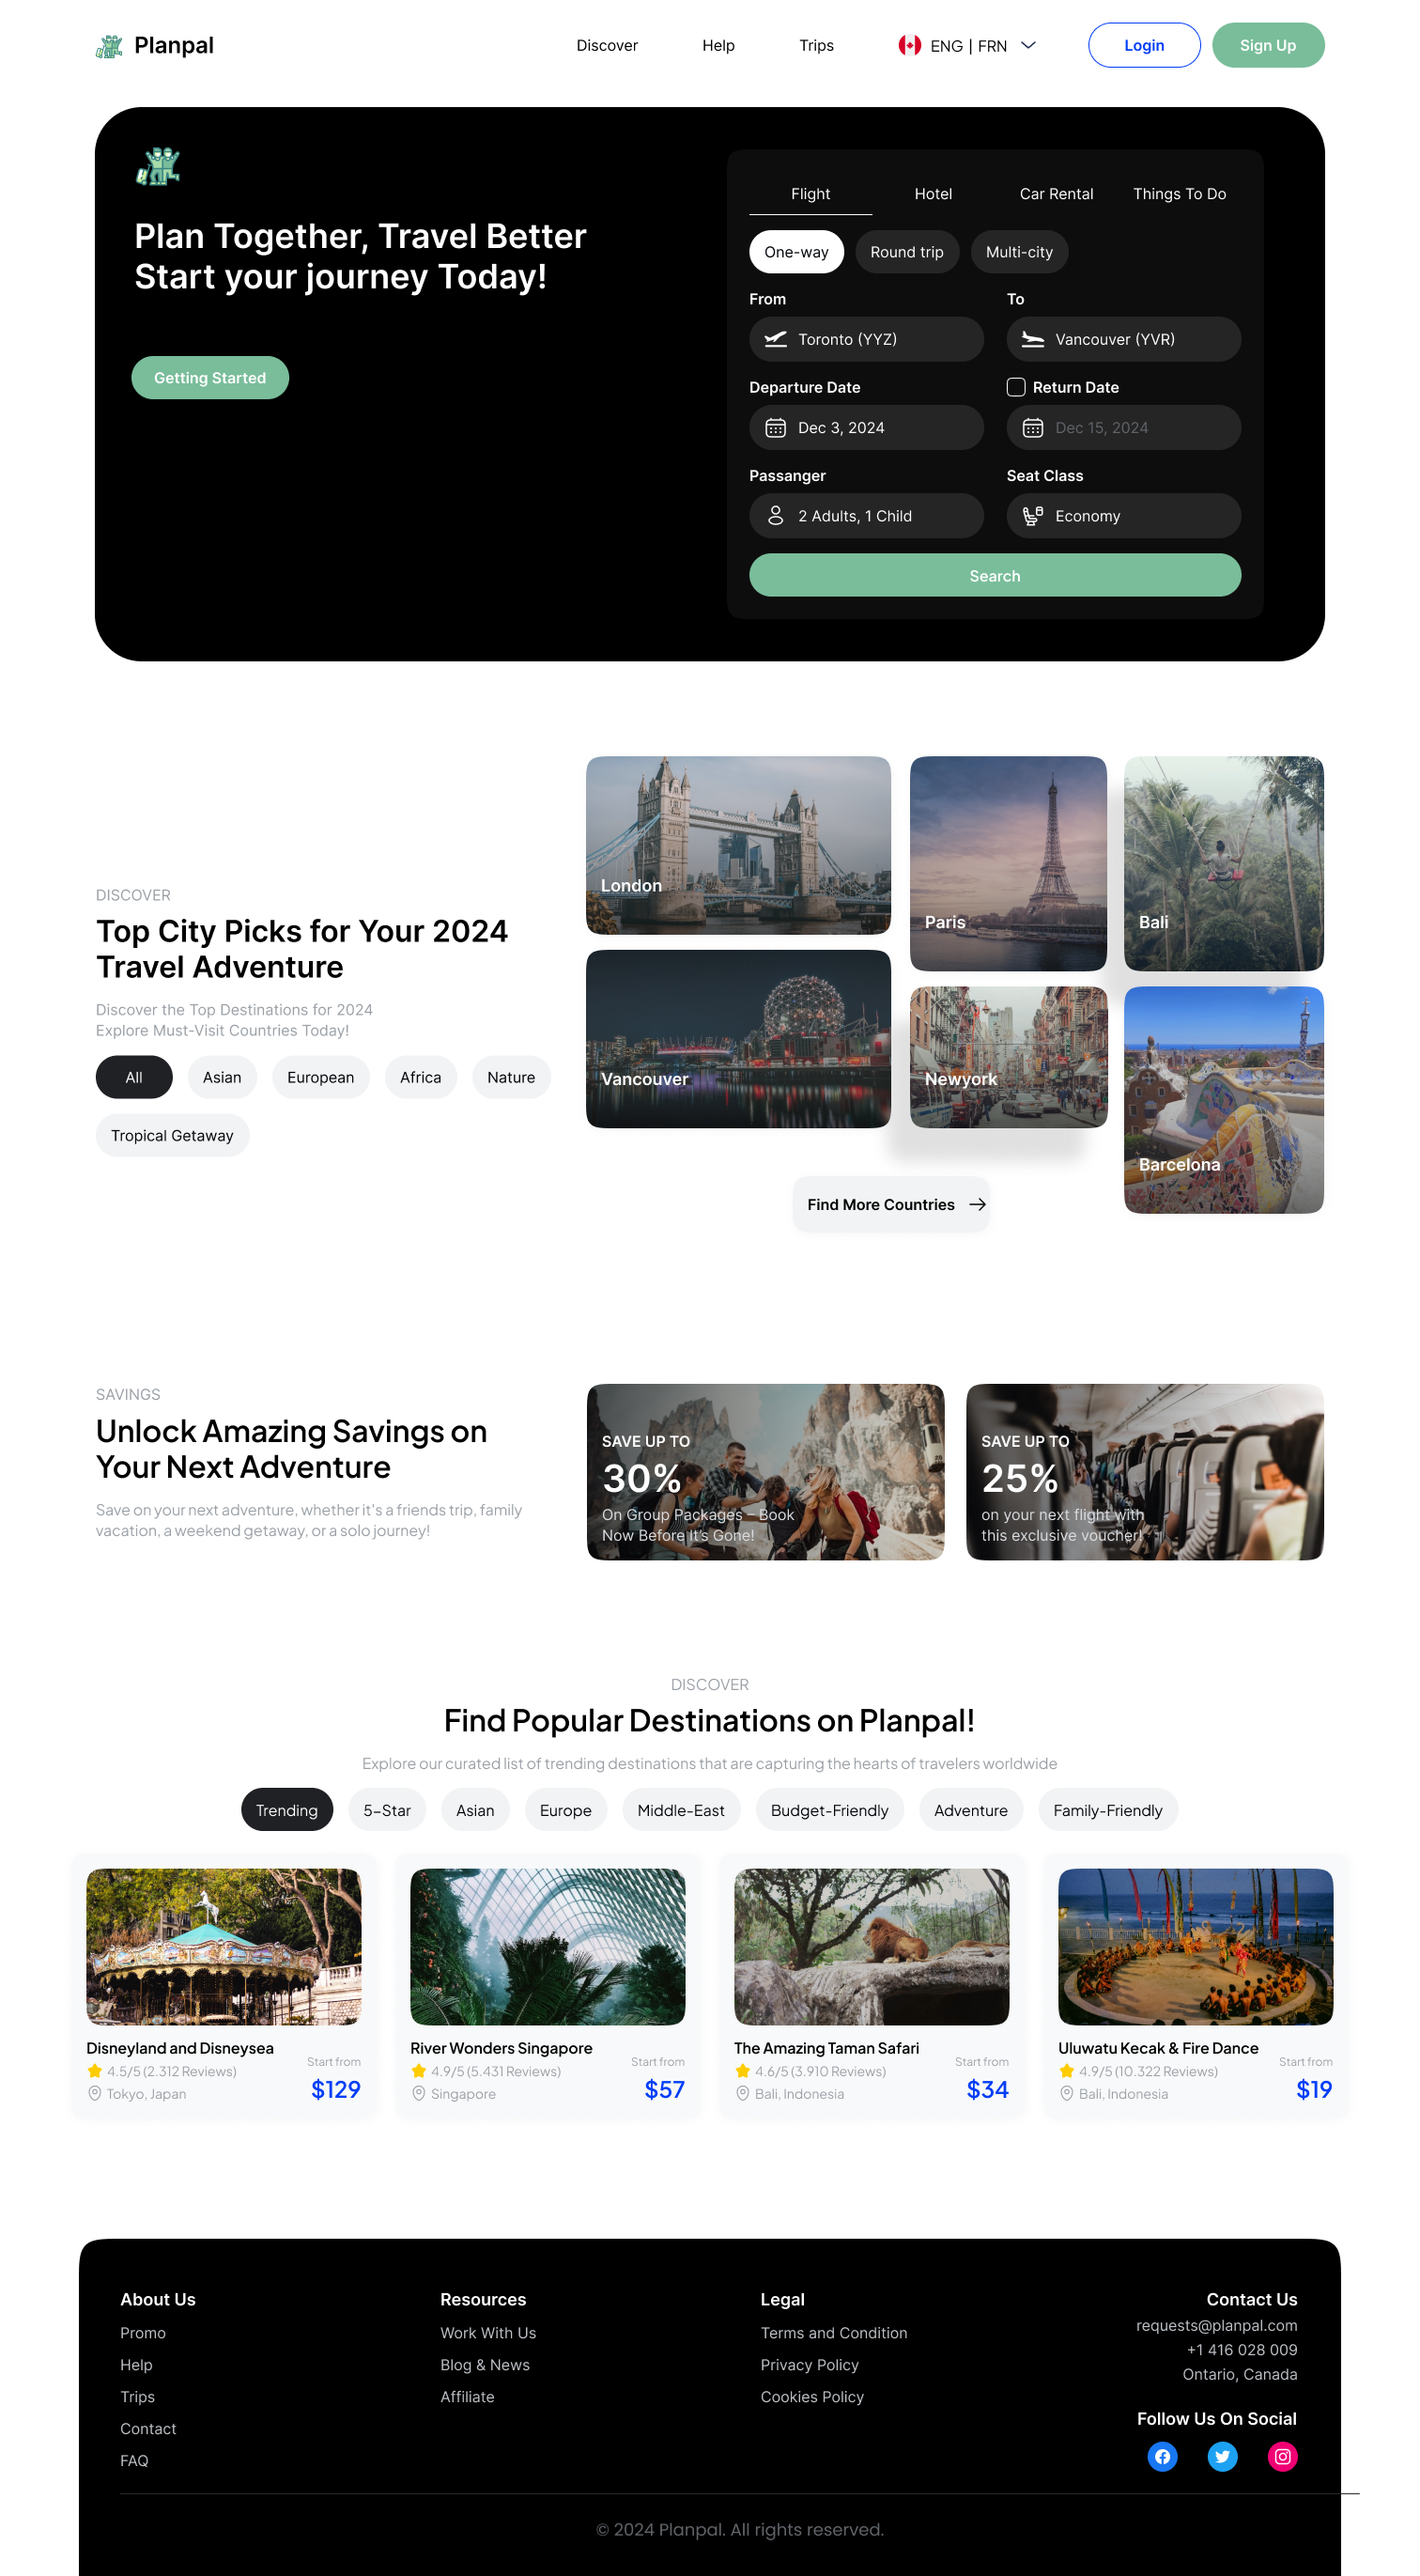 Planpal
Discover
Help
Trips
ENG | FRN
Login
Sign Up
Plan Together, Travel Better
Start your journey Today!
Getting Started
Flight
Hotel
Car Rental
Things To Do
One-way
Round trip
Multi-city
From
To
Toronto (YYZ)
Vancouver (YVR)
Departure Date
Return Date
Dec 3, 2024
Dec 15, 2024
Passanger
Seat Class
2 Adults, 1 Child
Economy
Search
DISCOVER
Top City Picks for Your 2024
Travel Adventure
Discover the Top Destinations for 2024
Explore Must-Visit Countries Today!
All
Asian
European
Africa
Nature
Tropical Getaway
London
Paris
Bali
Vancouver
Newyork
Barcelona
Find More Countries
SAVINGS
Unlock Amazing Savings on
Your Next Adventure
Save on your next adventure, whether it's a friends trip, family
vacation, a weekend getaway, or a solo journey!
SAVE UP TO
30%
On Group Packages – Book
Now Before It's Gone!
SAVE UP TO
25%
on your next flight with
this exclusive voucher!
DISCOVER
Find Popular Destinations on Planpal!
Explore our curated list of trending destinations that are capturing the hearts of travelers worldwide
Trending
5-Star
Asian
Europe
Middle-East
Budget-Friendly
Adventure
Family-Friendly
Disneyland and Disneysea
4.5/5 (2.312 Reviews)
Tokyo, Japan
Start from
$129
River Wonders Singapore
4.9/5 (5.431 Reviews)
Singapore
Start from
$57
The Amazing Taman Safari
4.6/5 (3.910 Reviews)
Bali, Indonesia
Start from
$34
Uluwatu Kecak & Fire Dance
4.9/5 (10.322 Reviews)
Bali, Indonesia
Start from
$19
About Us
Promo
Help
Trips
Contact
FAQ
Resources
Work With Us
Blog & News
Affiliate
Legal
Terms and Condition
Privacy Policy
Cookies Policy
Contact Us
requests@planpal.com
+1 416 028 009
Ontario, Canada
Follow Us On Social
© 2024 Planpal. All rights reserved.